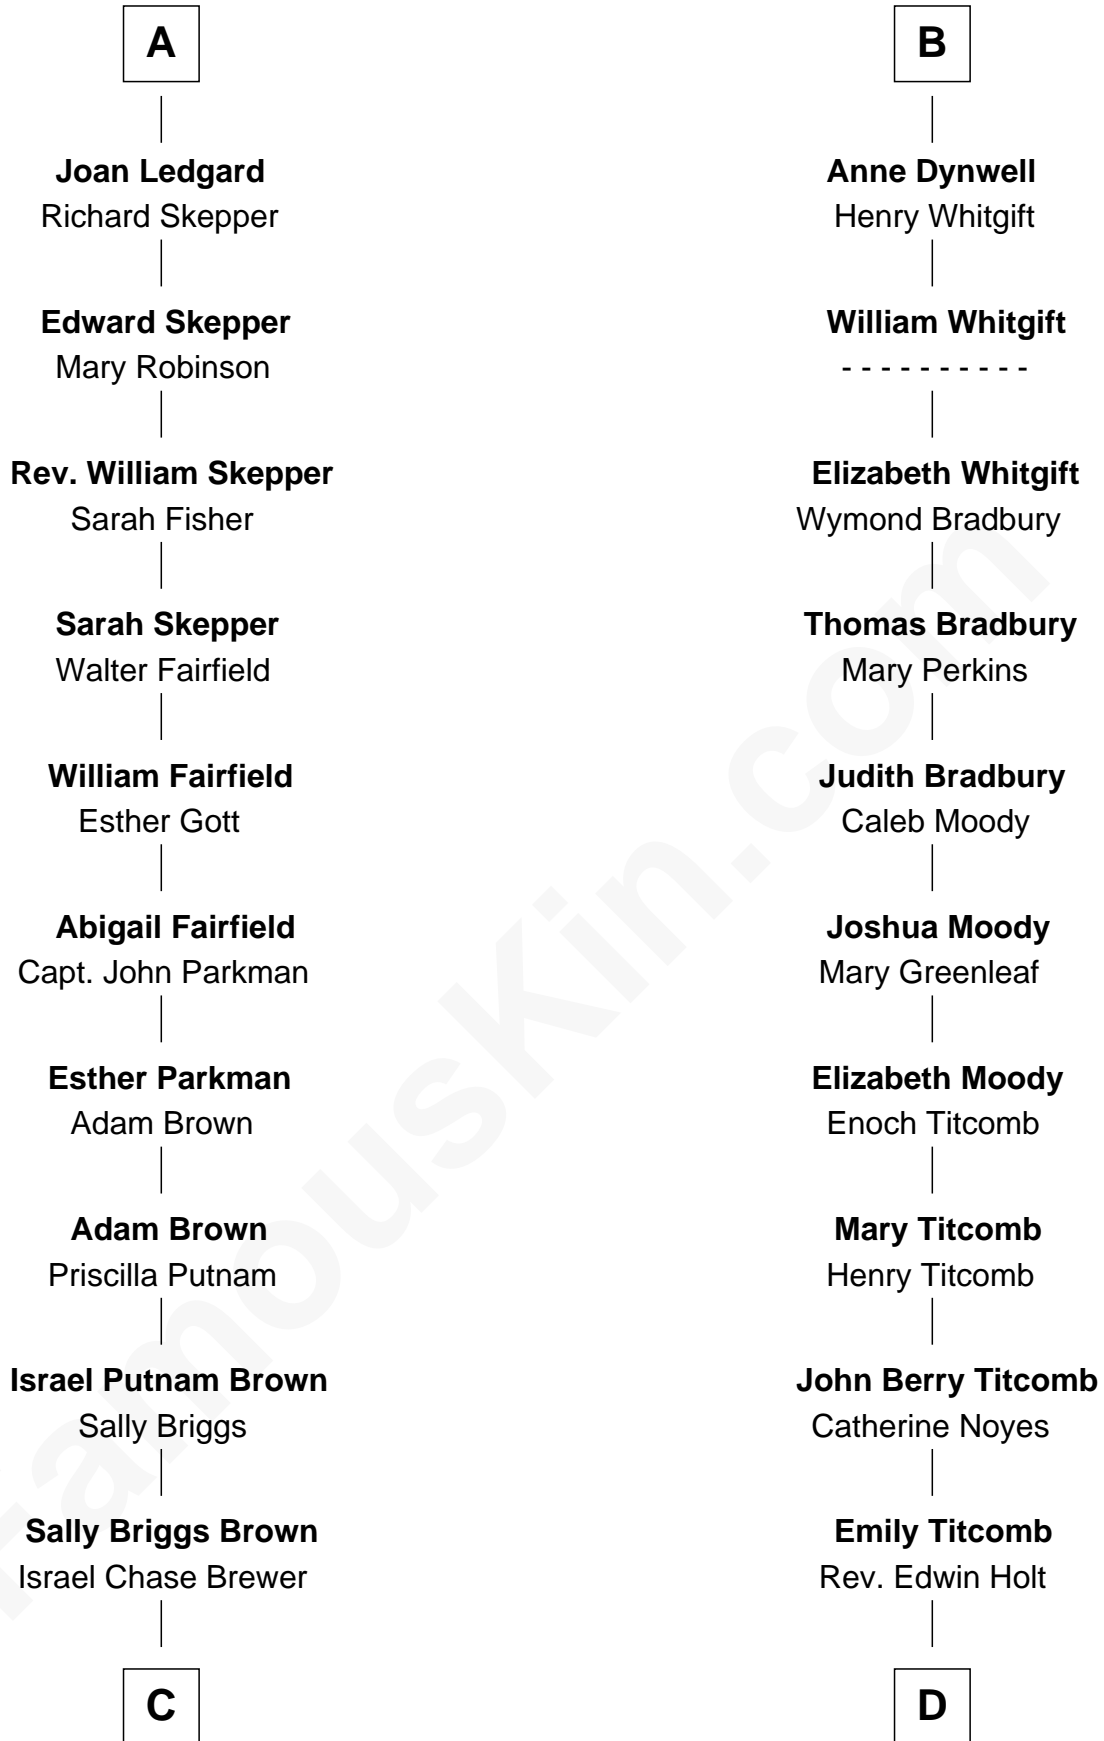 A
Joan Ledgard
Richard Skepper
Edward Skepper
Mary Robinson
Rev. William Skepper
Sarah Fisher
Sarah Skepper
Walter Fairfield
William Fairfield
Esther Gott
Abigail Fairfield
Capt. John Parkman
Esther Parkman
Adam Brown
Adam Brown
Priscilla Putnam
Israel Putnam Brown
Sally Briggs
Sally Briggs Brown
Israel Chase Brewer
C
B
Anne Dynwell
Henry Whitgift
William Whitgift
- - - - - - - - - -
Elizabeth Whitgift
Wymond Bradbury
Thomas Bradbury
Mary Perkins
Judith Bradbury
Caleb Moody
Joshua Moody
Mary Greenleaf
Elizabeth Moody
Enoch Titcomb
Mary Titcomb
Henry Titcomb
John Berry Titcomb
Catherine Noyes
Emily Titcomb
Rev. Edwin Holt
D
FamousKin.com